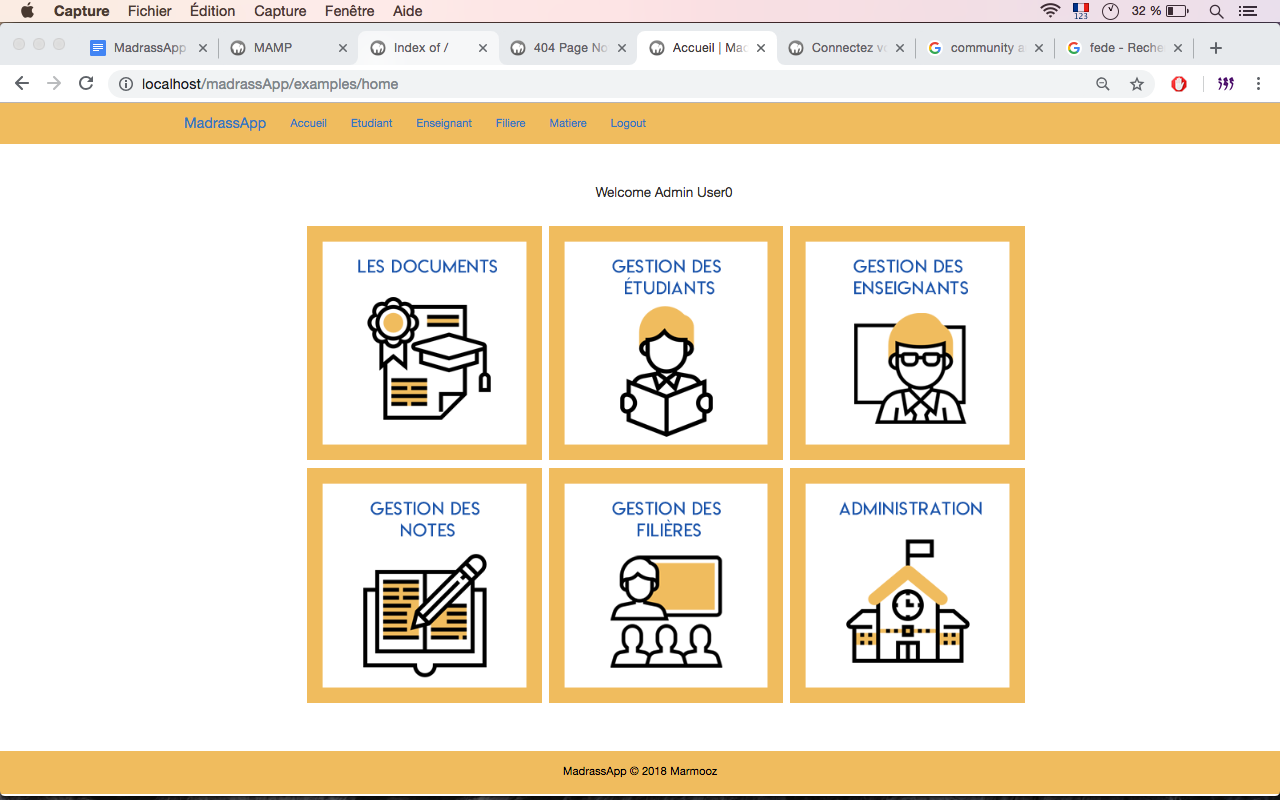 Capture Fichier Édition Capture Fenêtre Aide 123 32 %
MadrassApp MAMP Index of / 404 Page No Accueil | Mac Connectez vo community a fede - Reche
localhost/madrassApp/examples/home
MadrassApp Accueil Etudiant Enseignant Filiere Matiere Logout
Welcome Admin User0
LES DOCUMENTS
GESTION DES
ÉTUDIANTS
GESTION DES
ENSEIGNANTS
GESTION DES
NOTES
GESTION DES
FILIÈRES
ADMINISTRATION
MadrassApp © 2018 Marmooz